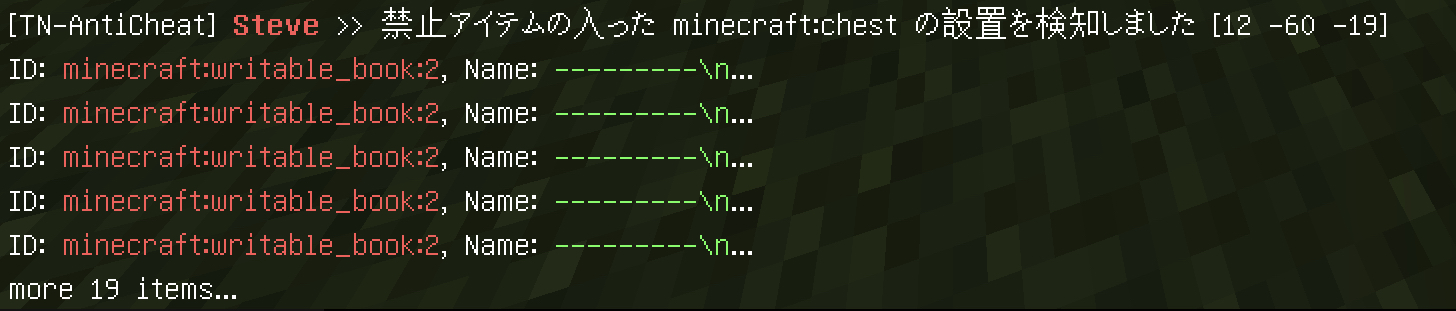 [TN-AntiCheat] Steve >> 禁止アイテムの入った minecraft:chest の設置を検知しました [12 -60 -19]
ID: minecraft:writable_book:2, Name: ---------\n...
ID: minecraft:writable_book:2, Name: ---------\n...
ID: minecraft:writable_book:2, Name: ---------\n...
ID: minecraft:writable_book:2, Name: ---------\n...
ID: minecraft:writable_book:2, Name: ---------\n...
more 19 items...